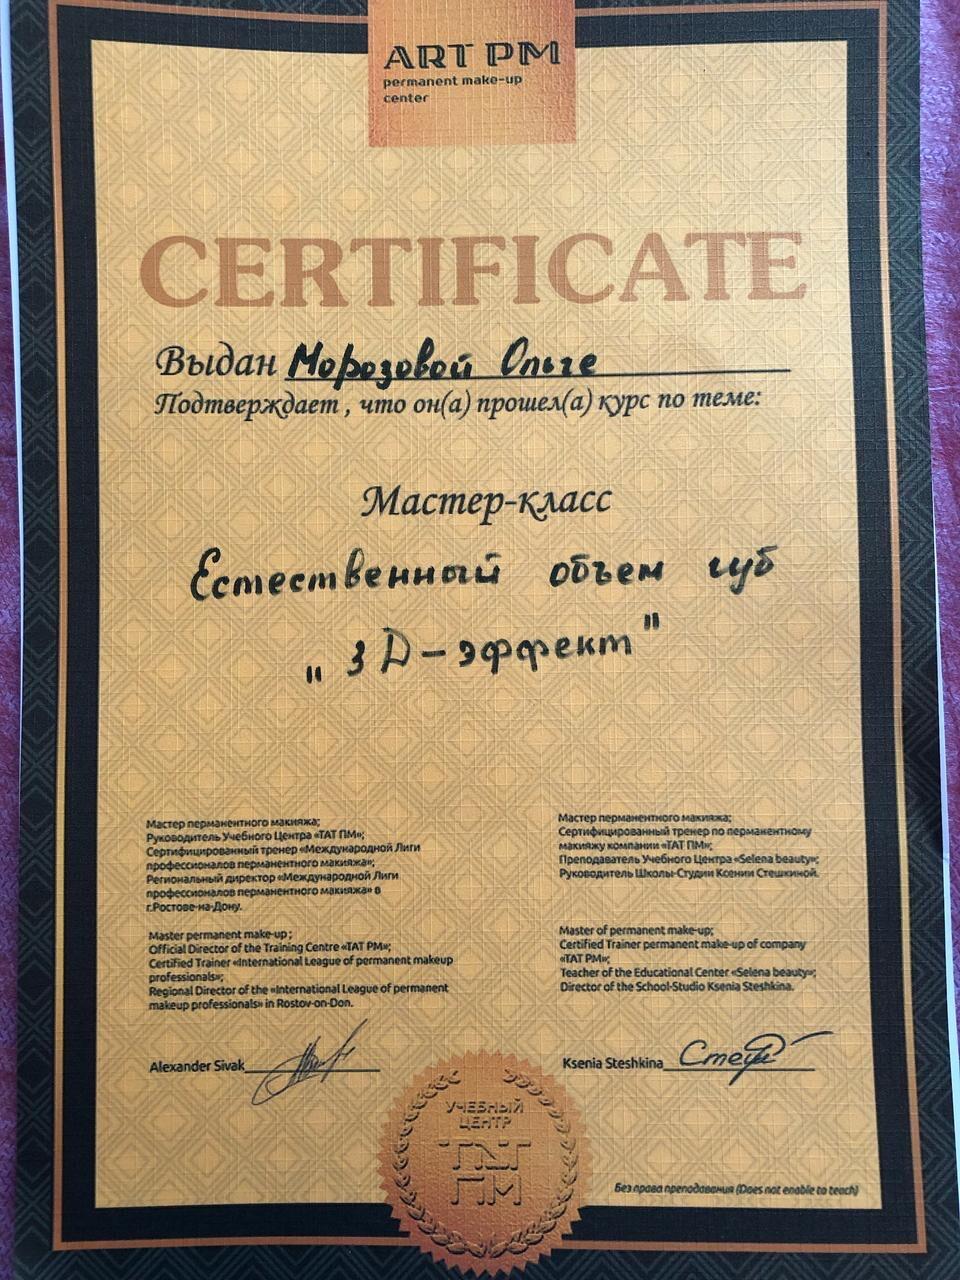 ART PM
permanent make-up
center
CERTIFICATE
Выдан Морозовой Ольге
Подтверждает, что он(а) прошел(а) курс по теме:
Мастер-класс
Естественный объем губ
„3D-эффект"
Мастер перманентного макияжа;
Руководитель Учебного Центра «ТАТ ПМ»;
Сертифицированный тренер «Международной Лиги
профессионалов перманентного макияжа»;
Региональный директор «Международной Лиги
профессионалов перманентного макияжа» в
г.Ростове-на-Дону.
Master permanent make-up ;
Official Director of the Training Centre «TAT PM»;
Certified Trainer «International League of permanent makeup
professionals»;
Regional Director of the «International League of permanent
makeup professionals» in Rostov-on-Don.
Alexander Sivak
Мастер перманентного макияжа;
Сертифицированный тренер по перманентному
макияжу компании «ТАТ ПМ»;
Преподаватель Учебного Центра «Selena beauty»;
Руководитель Школы-Студии Ксении Стешкиной.
Master of permanent make-up;
Certified Trainer permanent make-up of company
«TAT PM»;
Teacher of the Educational Center «Selena beauty»;
Director of the School-Studio Ksenia Steshkina.
Ksenia Steshkina
УЧЕБНЫЙ
ЦЕНТР
ТАТ
ПМ
Без права преподавания (Does not enable to teach)